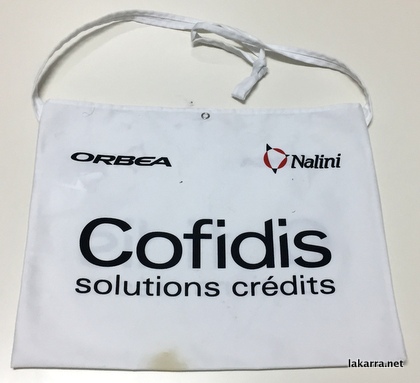 ORBEA
Nalini
Cofidis
solutions crédits
lakarra.net